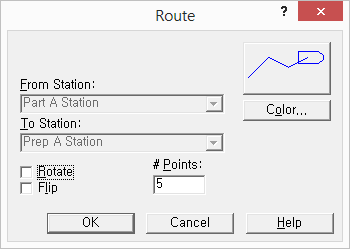 Route
?
From Station:
Part A Station
Color...
To Station:
Prep A Station
Rotate
Flip
# Points:
5
OK
Cancel
Help